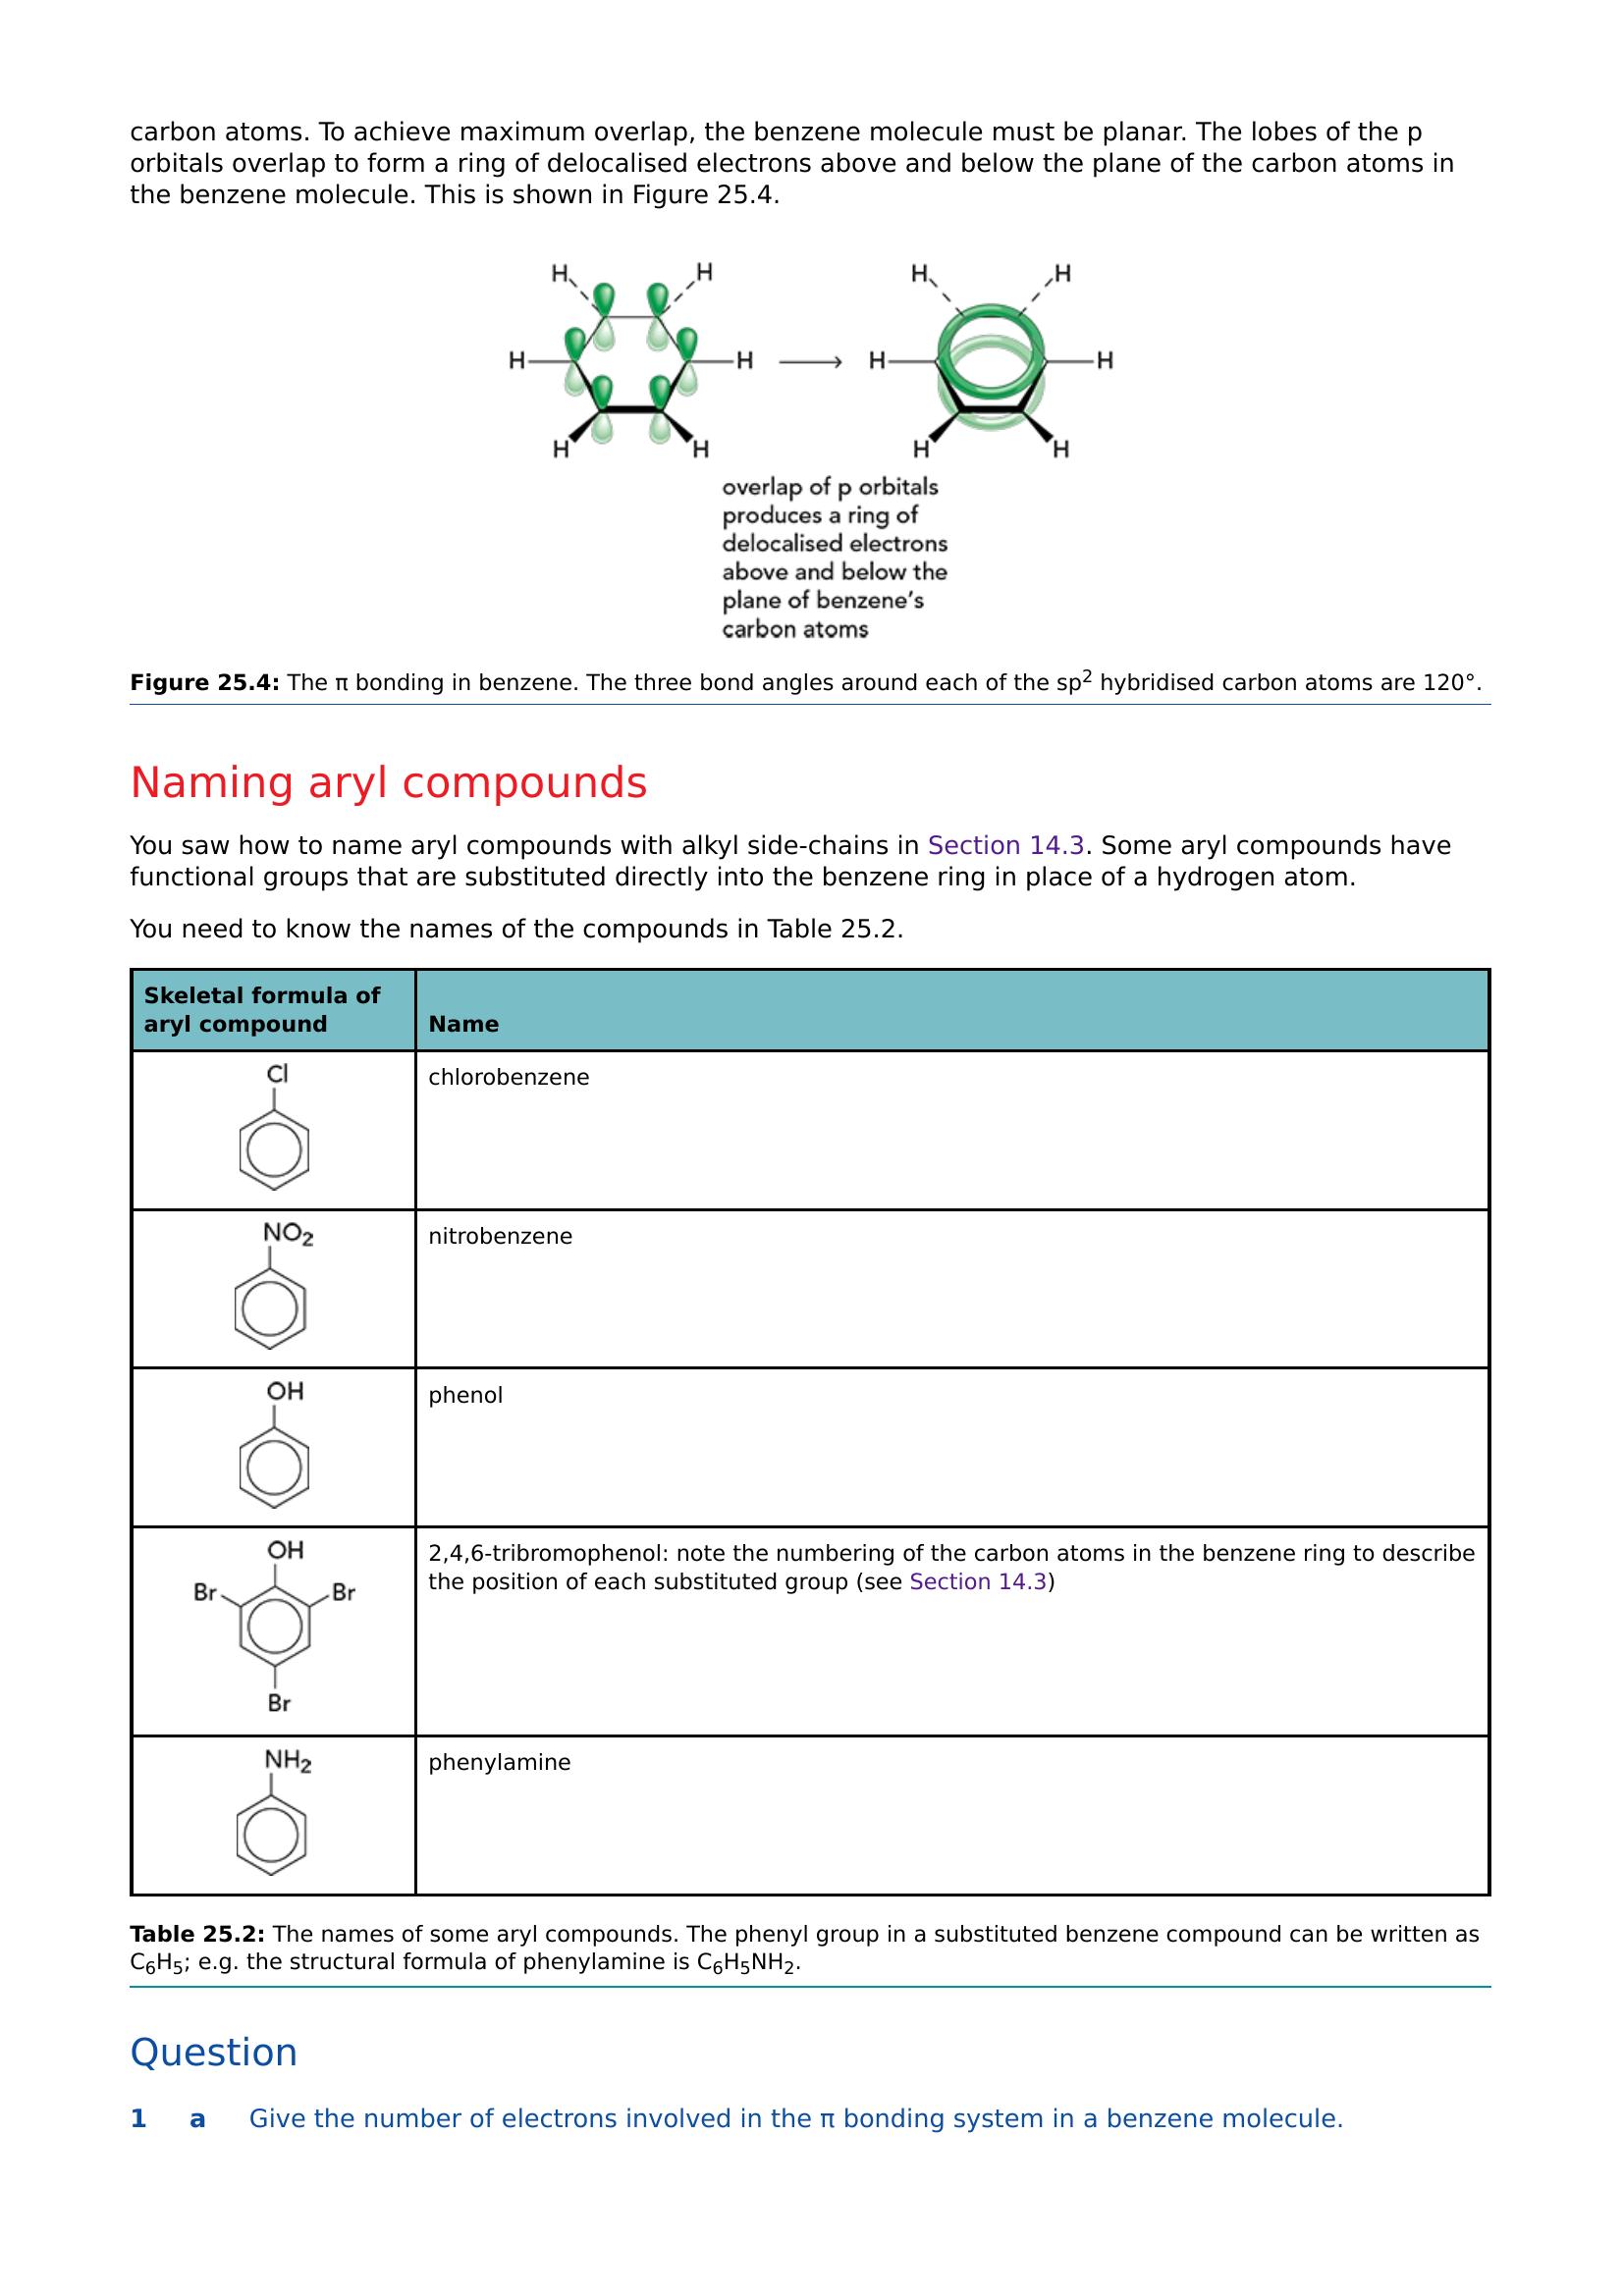 carbon atoms. To achieve maximum overlap, the benzene molecule must be planar. The lobes of the p
orbitals overlap to form a ring of delocalised electrons above and below the plane of the carbon atoms in
the benzene molecule. This is shown in Figure 25.4.
H H H H
H H H H
H H H H
overlap of p orbitals
produces a ring of
delocalised electrons
above and below the
plane of benzene’s
carbon atoms
Figure 25.4: The π bonding in benzene. The three bond angles around each of the sp² hybridised carbon atoms are 120°.
Naming aryl compounds
You saw how to name aryl compounds with alkyl side-chains in Section 14.3. Some aryl compounds have
functional groups that are substituted directly into the benzene ring in place of a hydrogen atom.
You need to know the names of the compounds in Table 25.2.
Skeletal formula of
aryl compound
Name
Cl
chlorobenzene
NO₂
nitrobenzene
OH
phenol
OH
Br Br
Br
2,4,6-tribromophenol: note the numbering of the carbon atoms in the benzene ring to describe
the position of each substituted group (see Section 14.3)
NH₂
phenylamine
Table 25.2: The names of some aryl compounds. The phenyl group in a substituted benzene compound can be written as
C₆H₅; e.g. the structural formula of phenylamine is C₆H₅NH₂.
Question
1 a Give the number of electrons involved in the π bonding system in a benzene molecule.